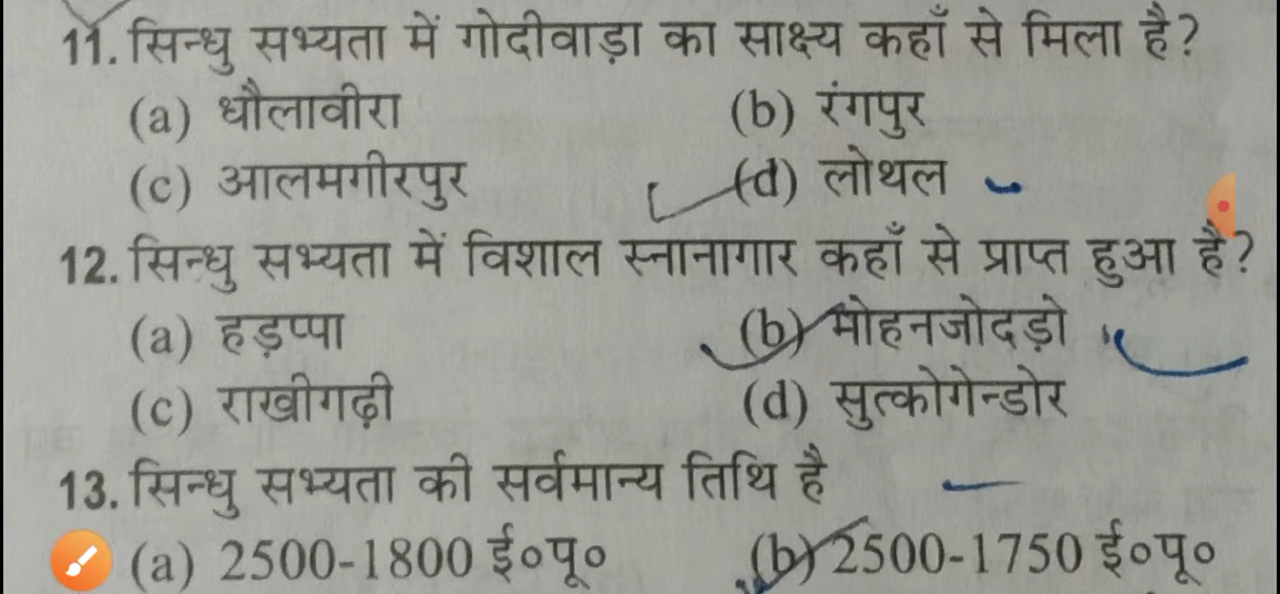 11. सिन्धु सभ्यता में गोदीवाड़ा का साक्ष्य कहाँ से मिला है?
(a) धौलावीरा (b) रंगपुर
(c) आलमगीरपुर (d) लोथल
12. सिन्धु सभ्यता में विशाल स्नानागार कहाँ से प्राप्त हुआ है?
(a) हड़प्पा (b) मोहनजोदड़ो
(c) राखीगढ़ी (d) सुत्कोगेन्डोर
13. सिन्धु सभ्यता की सर्वमान्य तिथि है
(a) 2500-1800 ई०पू० (b) 2500-1750 ई०पू०